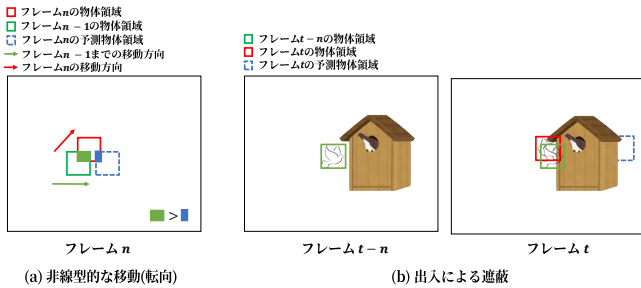 フレームnの物体領域
フレームn − 1の物体領域
フレームnの予測物体領域
フレームn − 1までの移動方向
フレームnの移動方向
>
フレーム n
(a) 非線型的な移動(転向)
フレームt−nの物体領域
フレームtの物体領域
フレームtの予測物体領域
フレーム t − n
フレーム t
(b) 出入による遮蔽